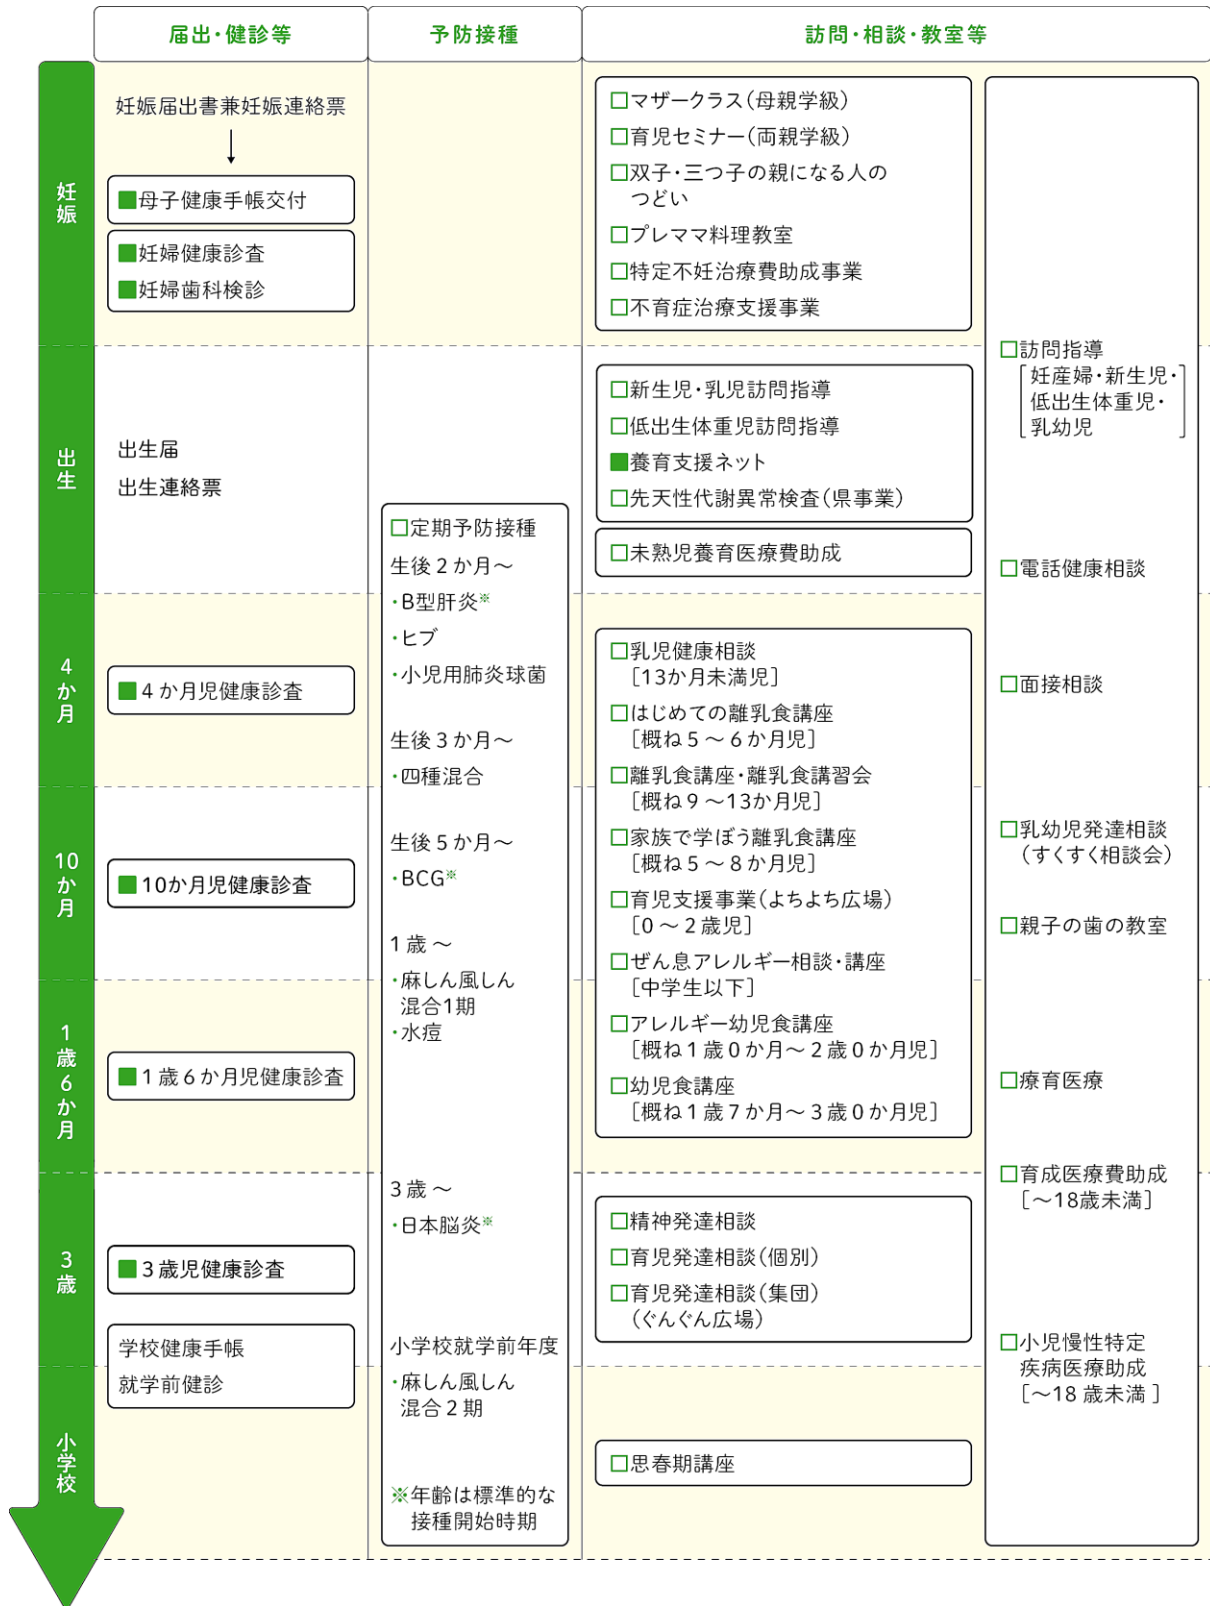 届出・健診等
予防接種
訪問・相談・教室等
妊娠
妊娠届出書兼妊娠連絡票
■母子健康手帳交付
■妊婦健康診査
■妊婦歯科検診
□マザークラス(母親学級)
□育児セミナー(両親学級)
□双子・三つ子の親になる人の
つどい
□プレママ料理教室
□特定不妊治療費助成事業
□不育症治療支援事業
出生
出生届
出生連絡票
□新生児・乳児訪問指導
□低出生体重児訪問指導
■養育支援ネット
□先天性代謝異常検査(県事業)
□未熟児養育医療費助成
4か月
■4か月児健康診査
10か月
■10か月児健康診査
1歳6か月
■1歳6か月児健康診査
3歳
■3歳児健康診査
学校健康手帳
就学前健診
小学校
□定期予防接種
生後2か月～
・B型肝炎※
・ヒブ
・小児用肺炎球菌
生後3か月～
・四種混合
生後5か月～
・BCG※
1歳～
・麻しん風しん
混合1期
・水痘
3歳～
・日本脳炎※
小学校就学前年度
・麻しん風しん
混合2期
※年齢は標準的な
接種開始時期
□乳児健康相談
[13か月未満児]
□はじめての離乳食講座
[概ね5～6か月児]
□離乳食講座・離乳食講習会
[概ね9～13か月児]
□家族で学ぼう離乳食講座
[概ね5～8か月児]
□育児支援事業(よちよち広場)
[0～2歳児]
□ぜん息アレルギー相談・講座
[中学生以下]
□アレルギー幼児食講座
[概ね1歳0か月～2歳0か月児]
□幼児食講座
[概ね1歳7か月～3歳0か月児]
□精神発達相談
□育児発達相談(個別)
□育児発達相談(集団)
(ぐんぐん広場)
□思春期講座
□訪問指導
[妊産婦・新生児・
低出生体重児・
乳幼児]
□電話健康相談
□面接相談
□乳幼児発達相談
(すくすく相談会)
□親子の歯の教室
□療育医療
□育成医療費助成
[～18歳未満]
□小児慢性特定
疾病医療助成
[～18歳未満]